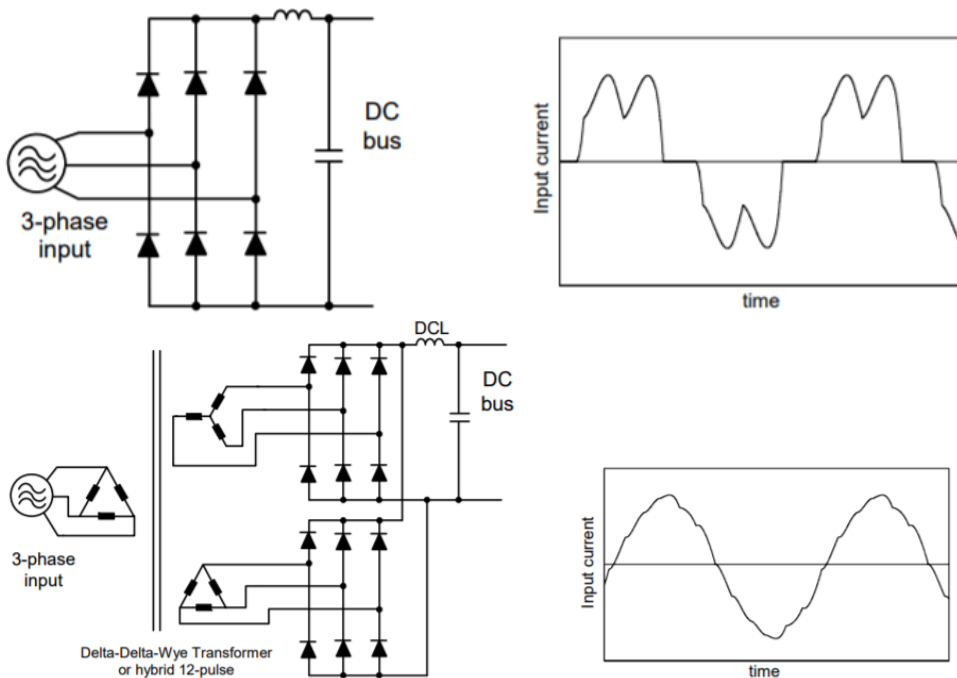 DC
bus
3-phase
input
Input current
time
DCL
DC
bus
3-phase
input
Delta-Delta-Wye Transformer
or hybrid 12-pulse
Input current
time